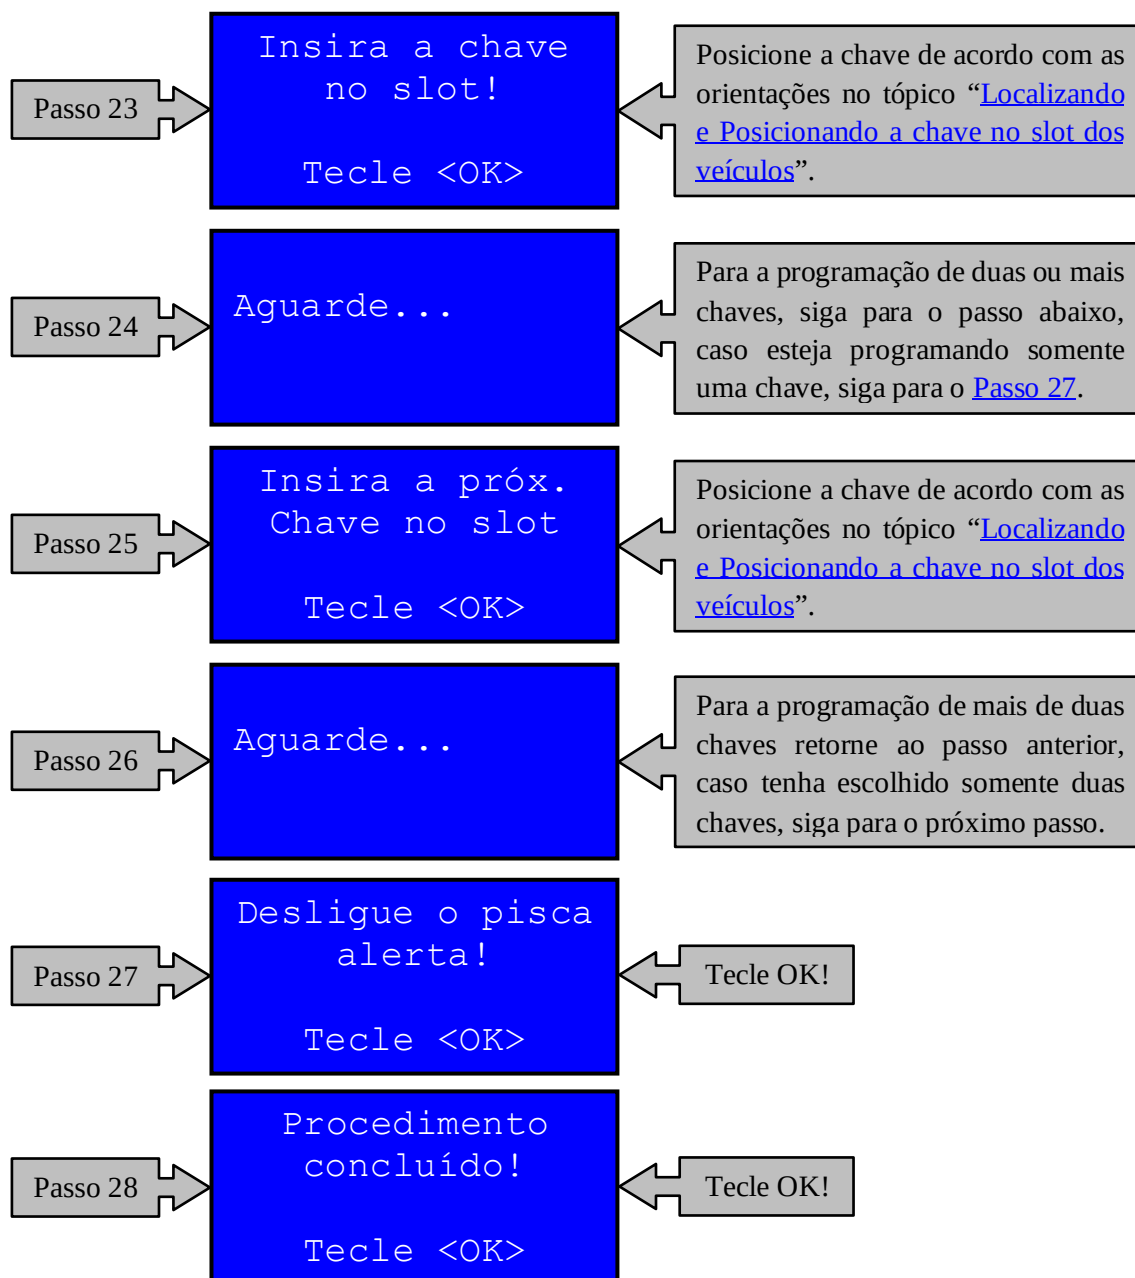 Passo 23
Insira a chave
no slot!
Tecle <OK>
Posicione a chave de acordo com as
orientações no tópico “Localizando
e Posicionando a chave no slot dos
veículos”.
Passo 24
Aguarde...
Para a programação de duas ou mais
chaves, siga para o passo abaixo,
caso esteja programando somente
uma chave, siga para o Passo 27.
Passo 25
Insira a próx.
Chave no slot
Tecle <OK>
Posicione a chave de acordo com as
orientações no tópico “Localizando
e Posicionando a chave no slot dos
veículos”.
Passo 26
Aguarde...
Para a programação de mais de duas
chaves retorne ao passo anterior,
caso tenha escolhido somente duas
chaves, siga para o próximo passo.
Passo 27
Desligue o pisca
alerta!
Tecle <OK>
Tecle OK!
Passo 28
Procedimento
concluído!
Tecle <OK>
Tecle OK!